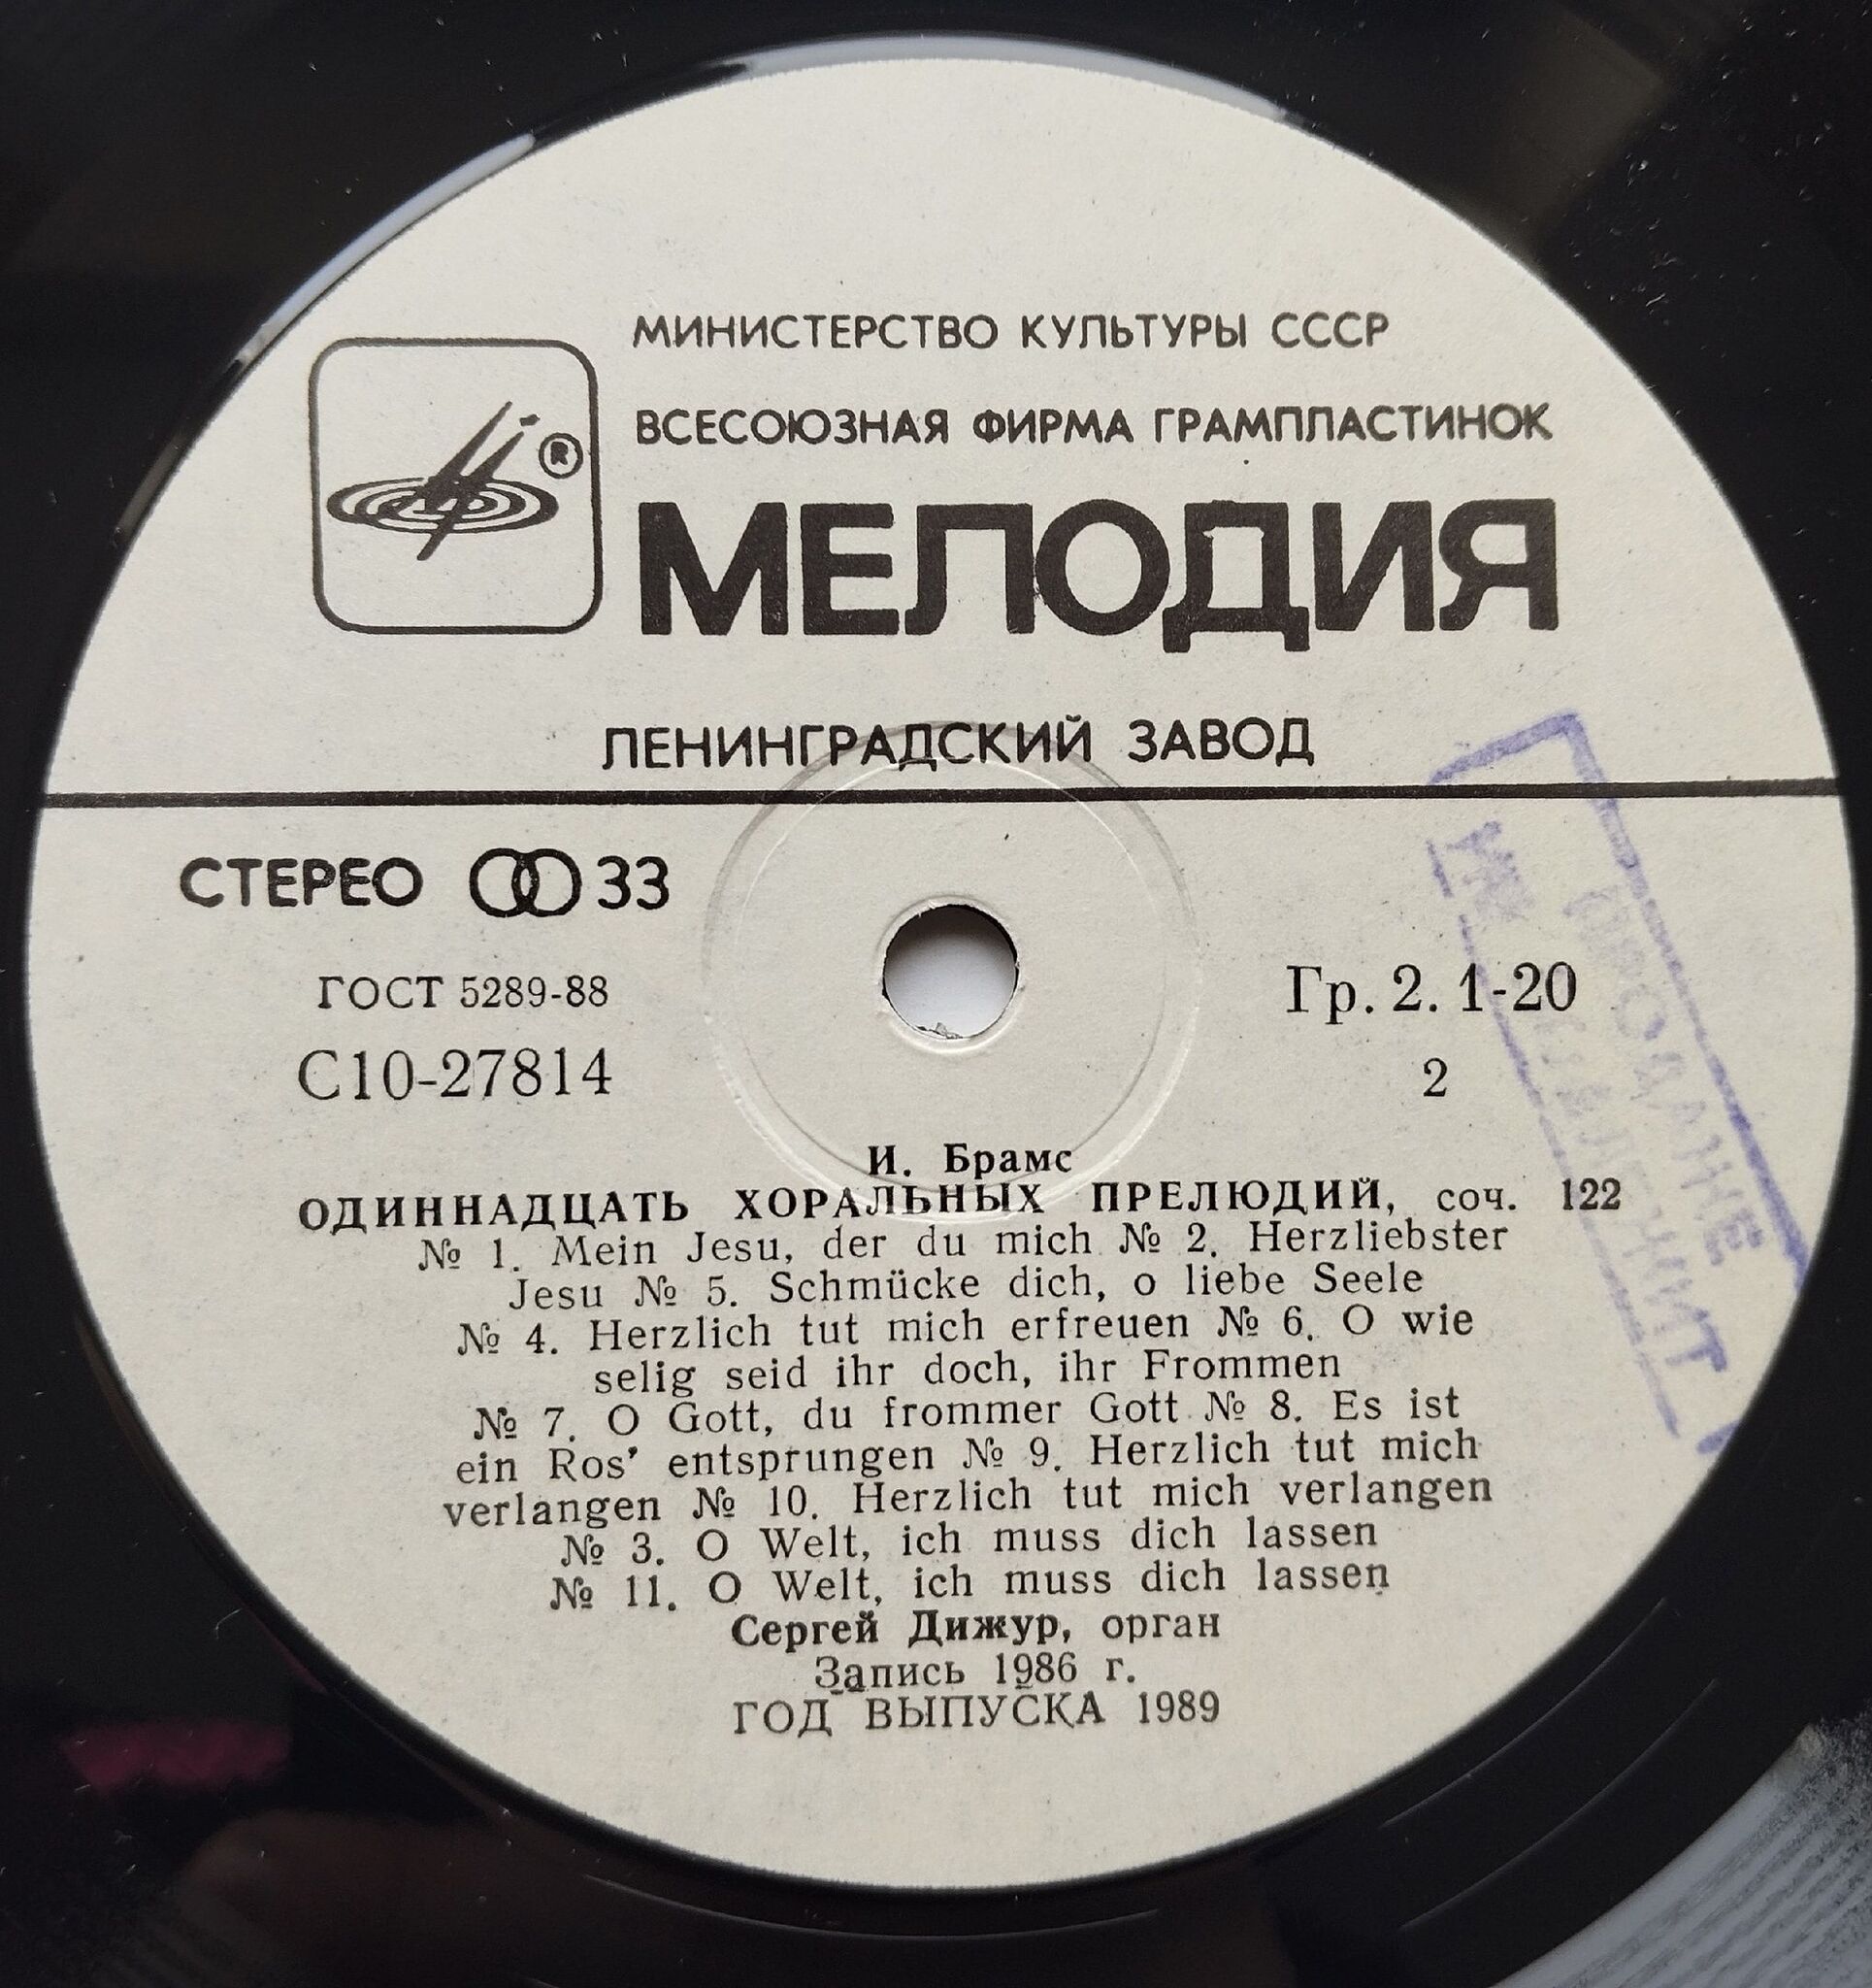 МИНИСТЕРСТВО КУЛЬТУРЫ СССР
ВСЕСОЮЗНАЯ ФИРМА ГРАМПЛАСТИНОК
®
МЕЛОДИЯ
ЛЕНИНГРАДСКИЙ ЗАВОД
СТЕРЕО 33
ГОСТ 5289-88
Гр. 2. 1-20
С10-27814
2
И. Брамс
ОДИННАДЦАТЬ ХОРАЛЬНЫХ ПРЕЛЮДИЙ, соч. 122
№ 1. Mein Jesu, der du mich № 2. Herzliebster
Jesu № 5. Schmücke dich, o liebe Seele
№ 4. Herzlich tut mich erfreuen № 6. O wie
selig seid ihr doch, ihr Frommen
№ 7. O Gott, du frommer Gott № 8. Es ist
ein Ros' entsprungen № 9. Herzlich tut mich
verlangen № 10. Herzlich tut mich verlangen
№ 3. O Welt, ich muss dich lassen
№ 11. O Welt, ich muss dich lassen
Сергей Дижур, орган
Запись 1986 г.
ГОД ВЫПУСКА 1989